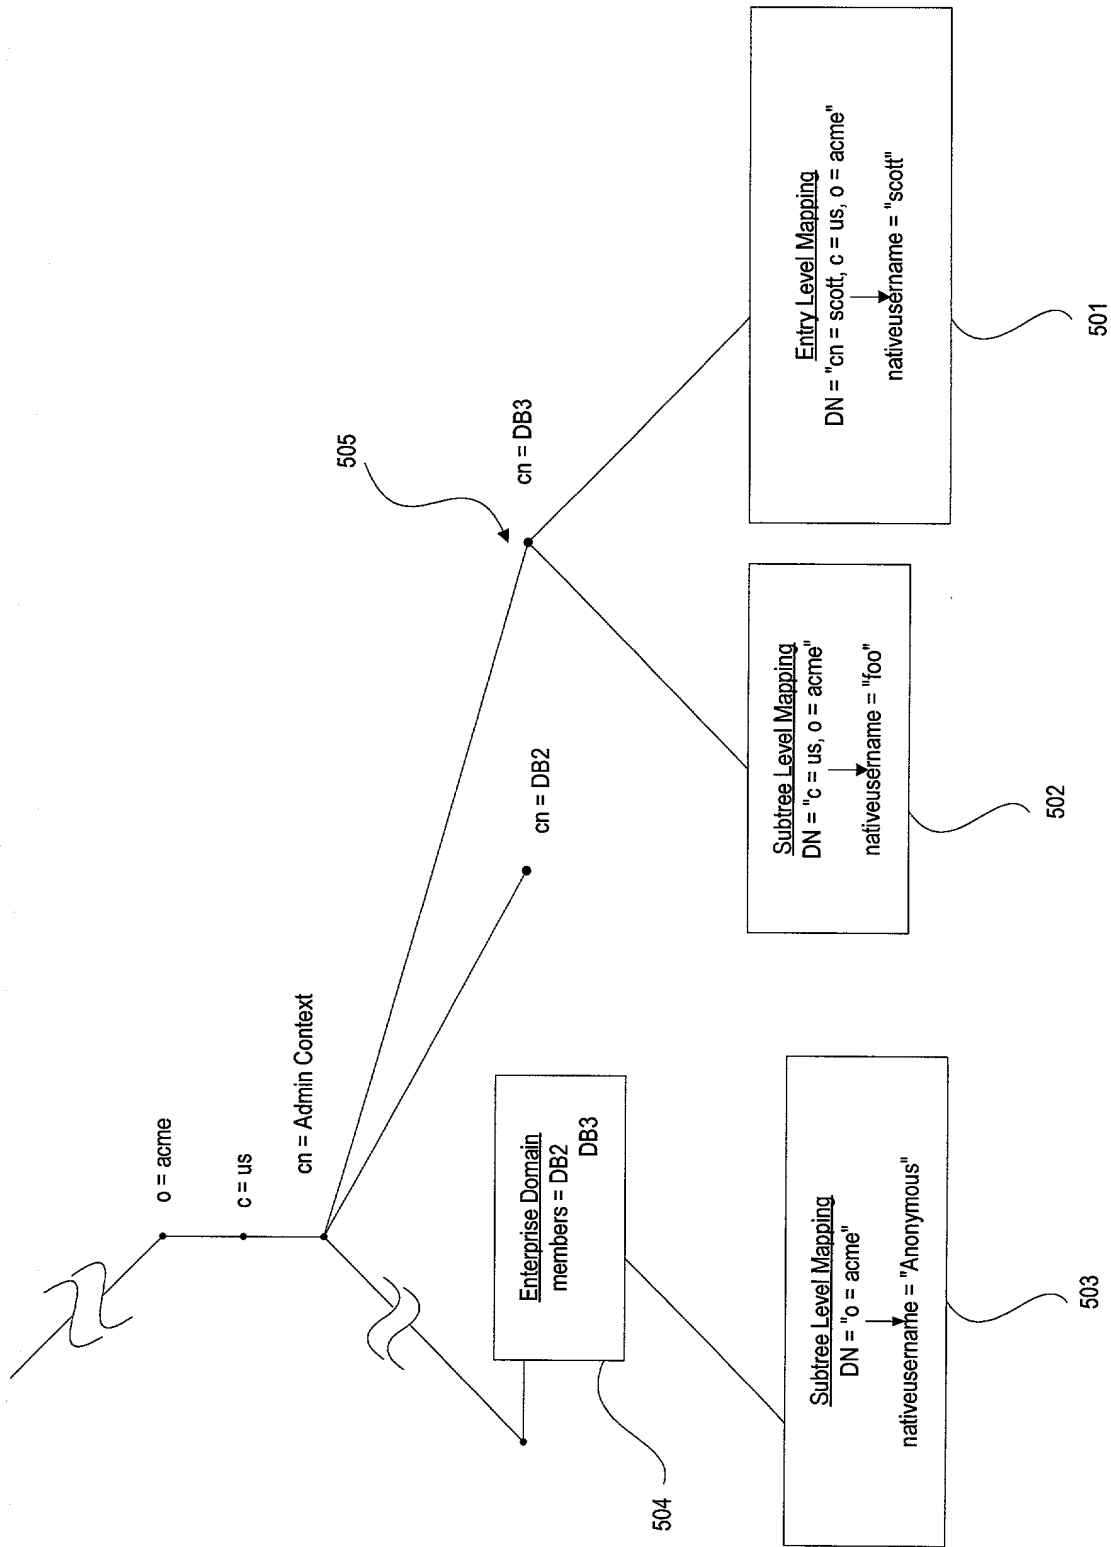 o = acme
c = us
cn = Admin Context
505
cn = DB3
cn = DB2
504
Enterprise Domain
members = DB2
DB3
Subtree Level Mapping
DN = "o = acme"
nativeusername = "Anonymous"
503
Subtree Level Mapping
DN = "c = us, o = acme"
nativeusername = "foo"
502
Entry Level Mapping
DN = "cn = scott, c = us, o = acme"
nativeusername = "scott"
501